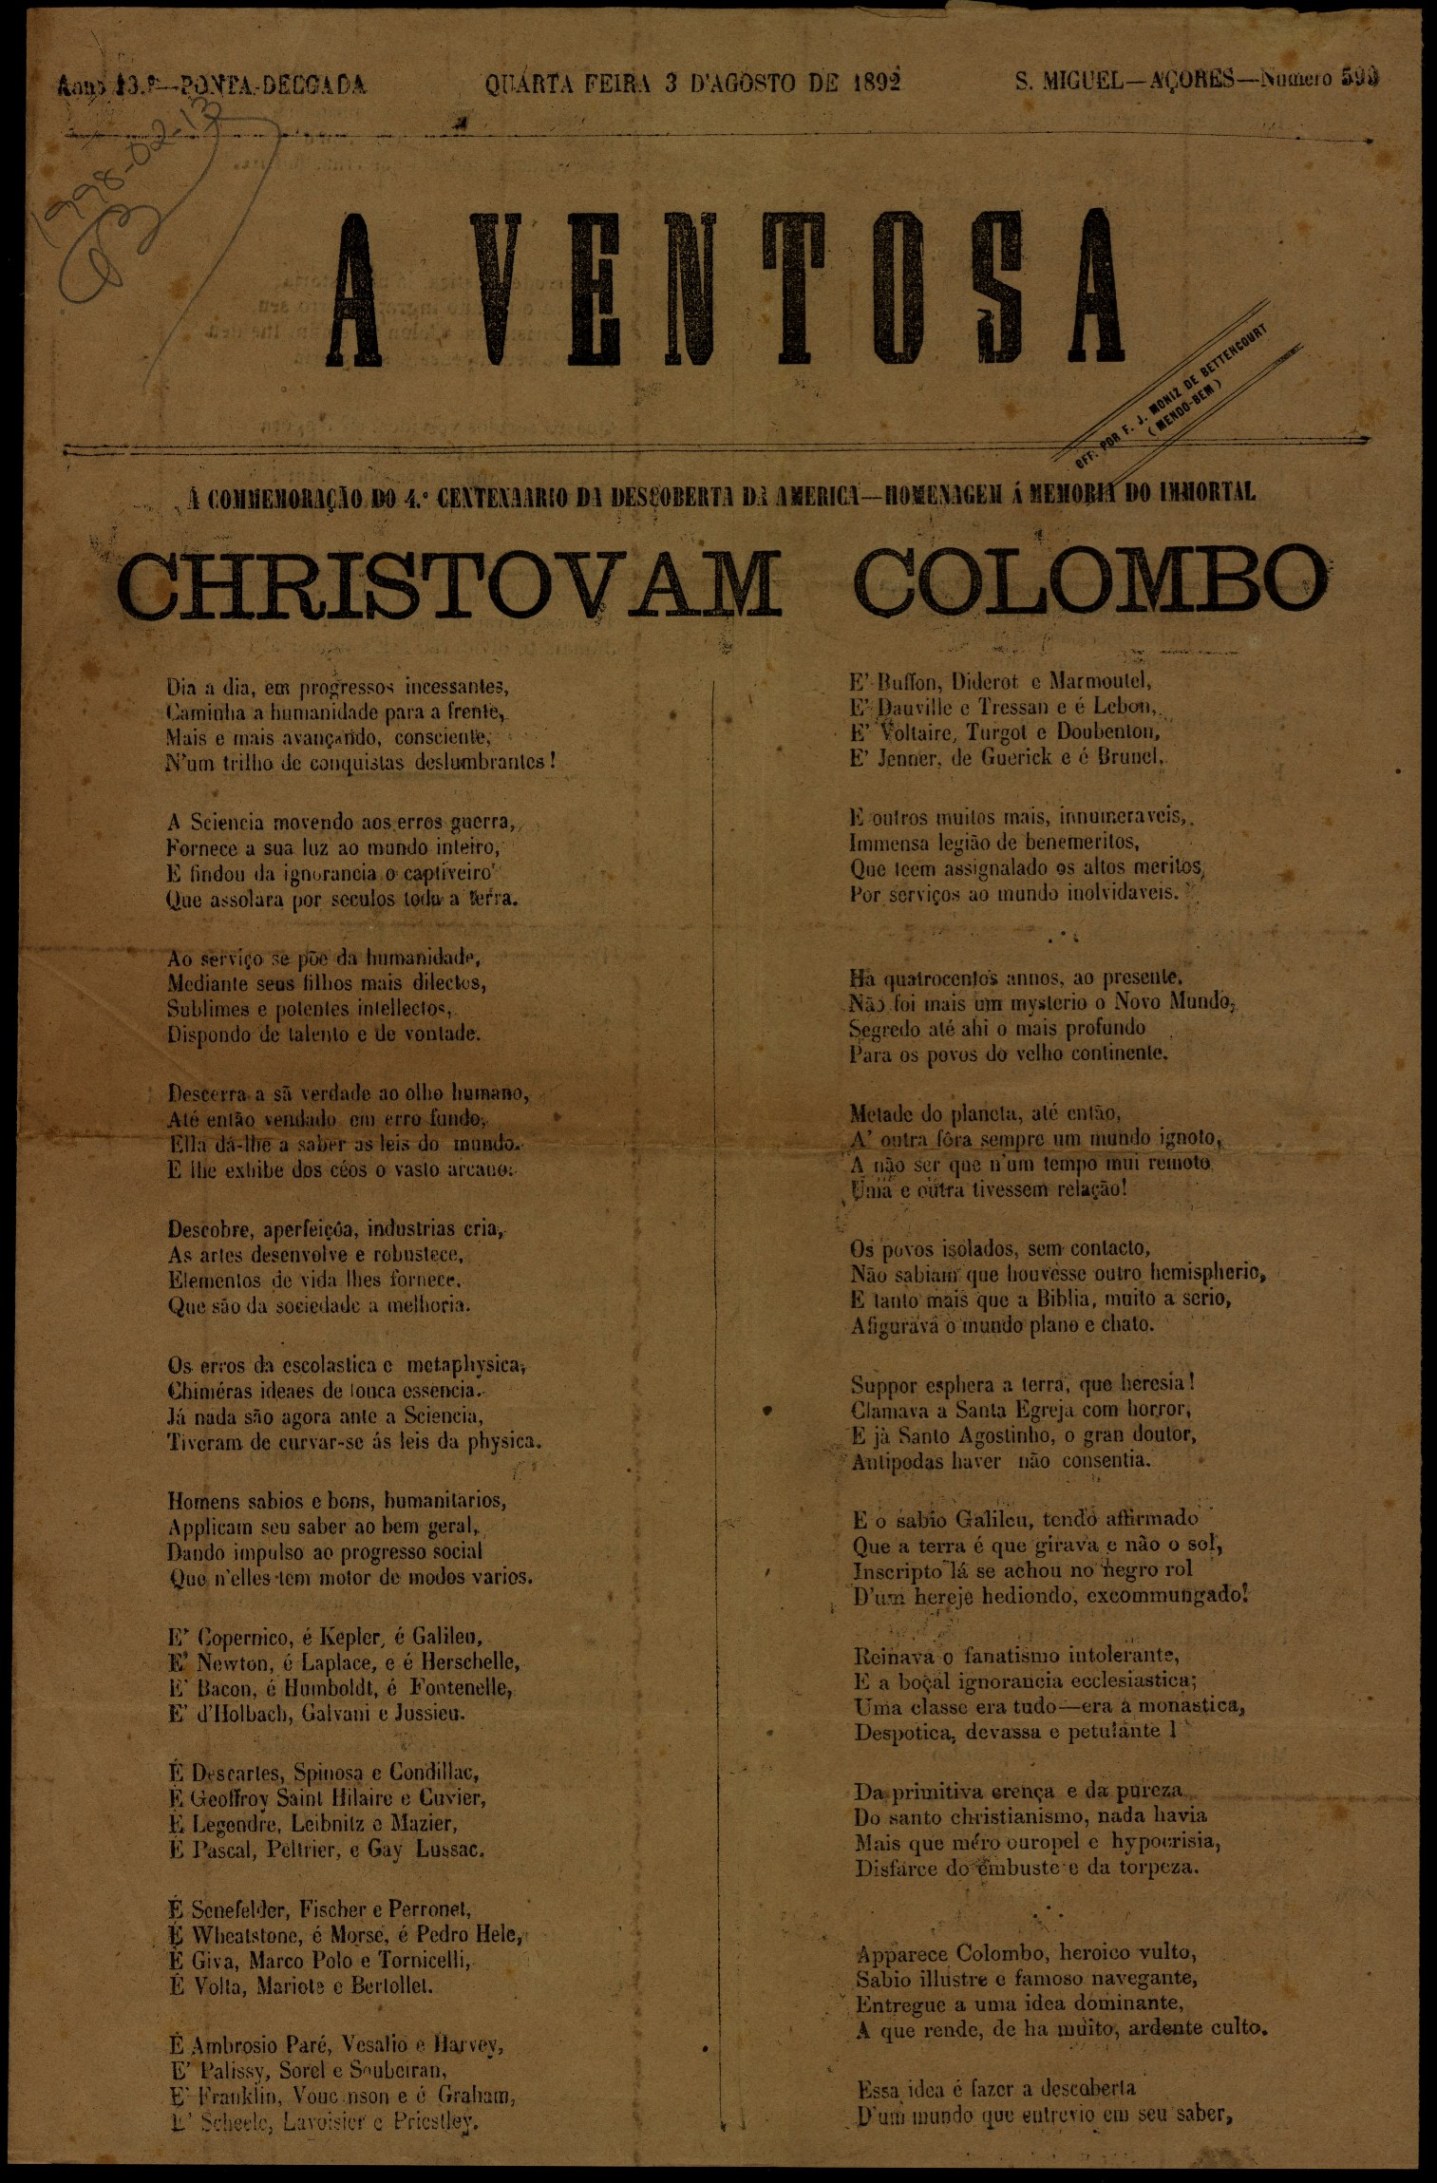 Anno 13.º—PONTA-DELGADA
QUARTA FEIRA 3 D'AGOSTO DE 1892
S. MIGUEL—AÇORES—Numero
1998-02-13
A VENTOSA
OFF. POR F. J. MONIZ DE BETTENCOURT
(MENDO-BEM)
Á COMMEMORAÇÃO DO 4.º CENTENAARIO DA DESCOBERTA DA AMERICA—HOMENAGEM Á MEMORIA DO IMMORTAL
CHRISTOVAM COLOMBO
Dia a dia, em progressos incessantes,
Caminha a humanidade para a frente,
Mais e mais avançando, consciente,
N'um trilho de conquistas deslumbrantes!
A Sciencia movendo aos erros guerra,
Fornece a sua luz ao mundo inteiro,
E findou da ignorancia o captiveiro
Que assolara por seculos toda a terra.
Ao serviço se põe da humanidade,
Mediante seus filhos mais dilectos,
Sublimes e potentes intellectos,
Dispondo de talento e de vontade.
Descerra a sã verdade ao olho humano,
Até então vendado em erro fundo,
Ella dá-lhe a saber as leis do mundo.
E lhe exhibe dos céos o vasto arcano.
Descobre, aperfeiçôa, industrias cria,
As artes desenvolve e robustece,
Elementos de vida lhes fornece,
Que são da sociedade a melhoria.
Os erros da escolastica e metaphysica,
Chiméras ideaes de louca essencia.
Já nada são agora ante a Sciencia,
Tiveram de curvar-se ás leis da physica.
Homens sabios e bons, humanitarios,
Applicam seu saber ao bem geral,
Dando impulso ao progresso social
Que n'elles tem motor de modos varios.
E' Copernico, é Kepler, é Galileu,
E' Newton, é Laplace, e é Herschelle,
E' Bacon, é Humboldt, é Fontenelle,
E' d'Holbach, Galvani e Jussieu.
É Descartes, Spinosa e Condillac,
É Geoffroy Saint Hilaire e Cuvier,
É Legendre, Leibnitz e Mazier,
É Pascal, Peltrier, e Gay Lussac.
É Senefelder, Fischer e Perronet,
É Wheatstone, é Morse, é Pedro Hele,
É Giva, Marco Polo e Tornicelli,
É Volta, Mariote e Bertollet.
É Ambrosio Paré, Vesalio e Harvey,
E' Palissy, Sorel e Soubeiran,
E' Franklin, e é Graham,
E' Scheele, Lavoisier e Priestley.
E' Buffon, Diderot e Marmoutel,
E' Dauville e Tressan e é Lebon,
E' Voltaire, Turgot e Doubenton,
E' Jenner, de Guerick e é Brunel,
E outros muitos mais, innumeraveis,
Immensa legião de benemeritos,
Que teem assignalado os altos meritos,
Por serviços ao mundo inolvidaveis.
Ha quatrocentos annos, ao presente,
Não foi mais um mysterio o Novo Mundo,
Segredo até ahi o mais profundo
Para os povos do velho continente.
Metade do planeta, até então,
A' outra fôra sempre um mundo ignoto,
A não ser que n'um tempo mui remoto
Uma e outra tivessem relação!
Os povos isolados, sem contacto,
Não sabiam que houvesse outro hemispherio,
E tanto mais que a Biblia, muito a serio,
Afigurava o mundo plano e chato.
Suppor esphera a terra, que heresia!
Clamava a Santa Egreja com horror,
E já Santo Agostinho, o gran doutor,
Antipodas haver não consentia.
E o sabio Galileu, tendo affirmado
Que a terra é que girava e não o sol,
Inscripto lá se achou no negro rol
D'um hereje hediondo, excommungado!
Reinava o fanatismo intolerante,
E a boçal ignorancia ecclesiastica;
Uma classe era tudo—era a monastica,
Despotica, devassa e petulante!
Da primitiva crença e da pureza
Do santo christianismo, nada havia
Mais que méro ouropel e hypocrisia,
Disfarce do embuste e da torpeza.
Apparece Colombo, heroico vulto,
Sabio illustre e famoso navegante,
Entregue a uma idea dominante,
A que rende, de ha muito, ardente culto.
Essa idea é fazer a descoberta
D'um mundo que entrevio em seu saber,